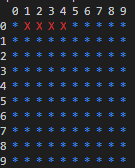 0 1 2 3 4 5 6 7 8 9
0 * X X X X * * * * *
1 * * * * * * * * * *
2 * * * * * * * * * *
3 * * * * * * * * * *
4 * * * * * * * * * *
5 * * * * * * * * * *
6 * * * * * * * * * *
7 * * * * * * * * * *
8 * * * * * * * * * *
9 * * * * * * * * * *